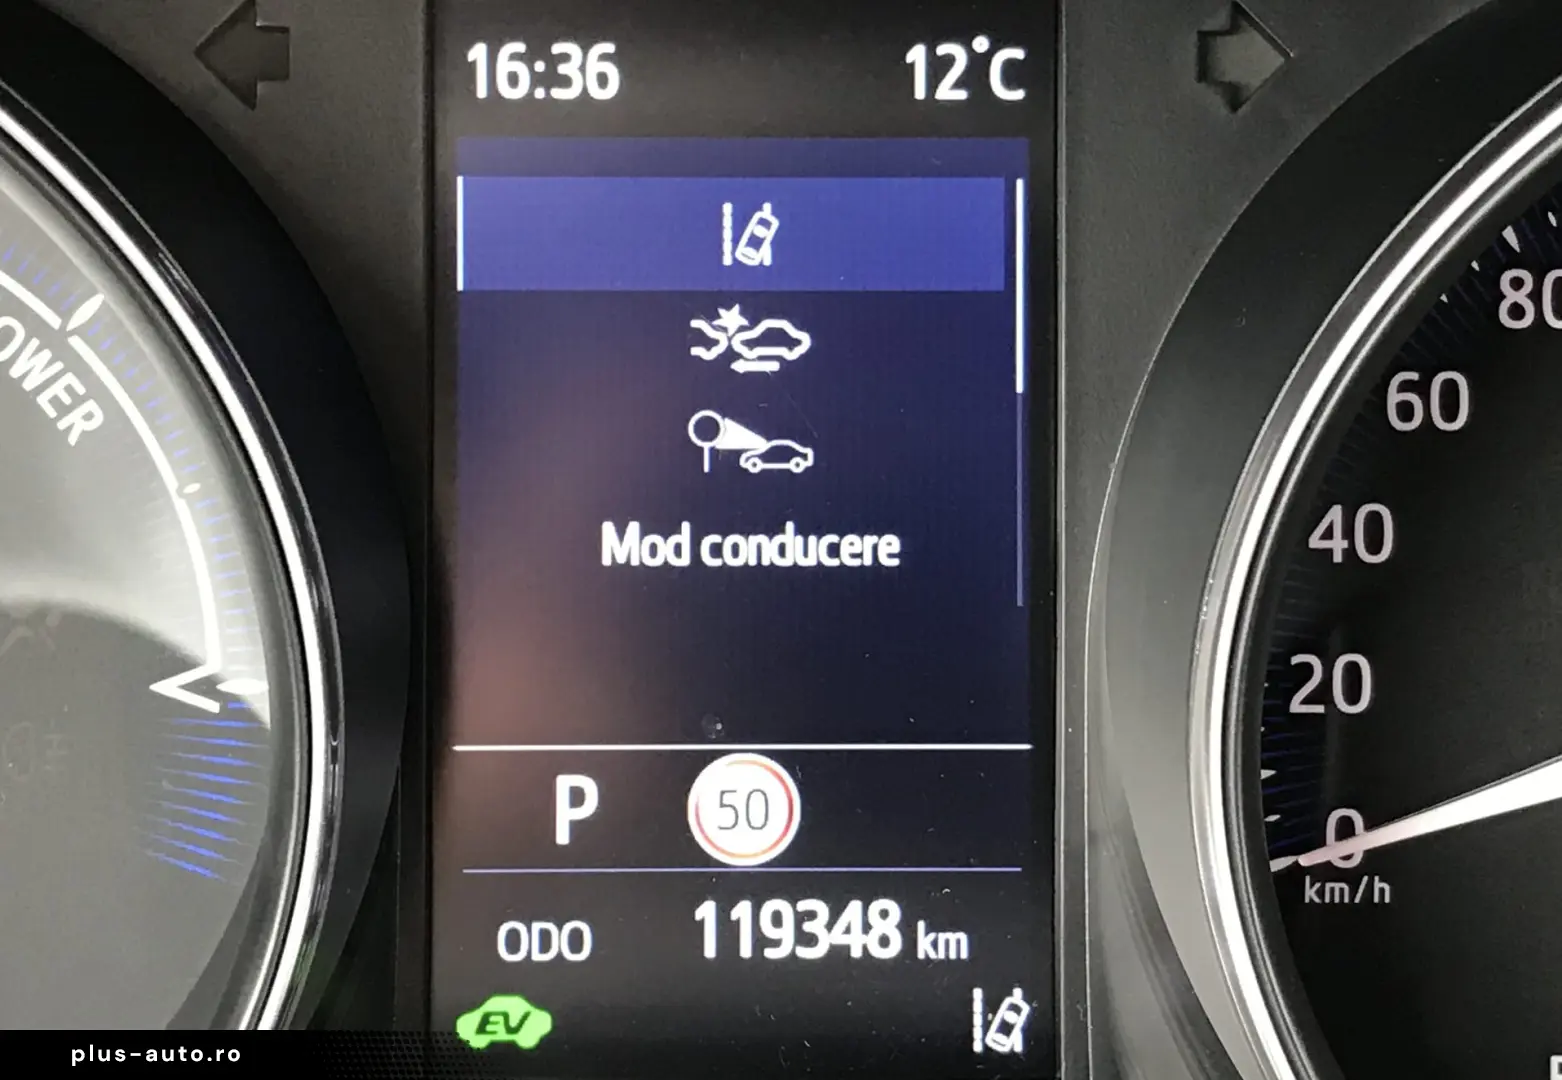 16:36 12°C
80
60
40
20
0
km/h
Mod conducere
P 50
ODO 119348 km
EV
plus-auto.ro